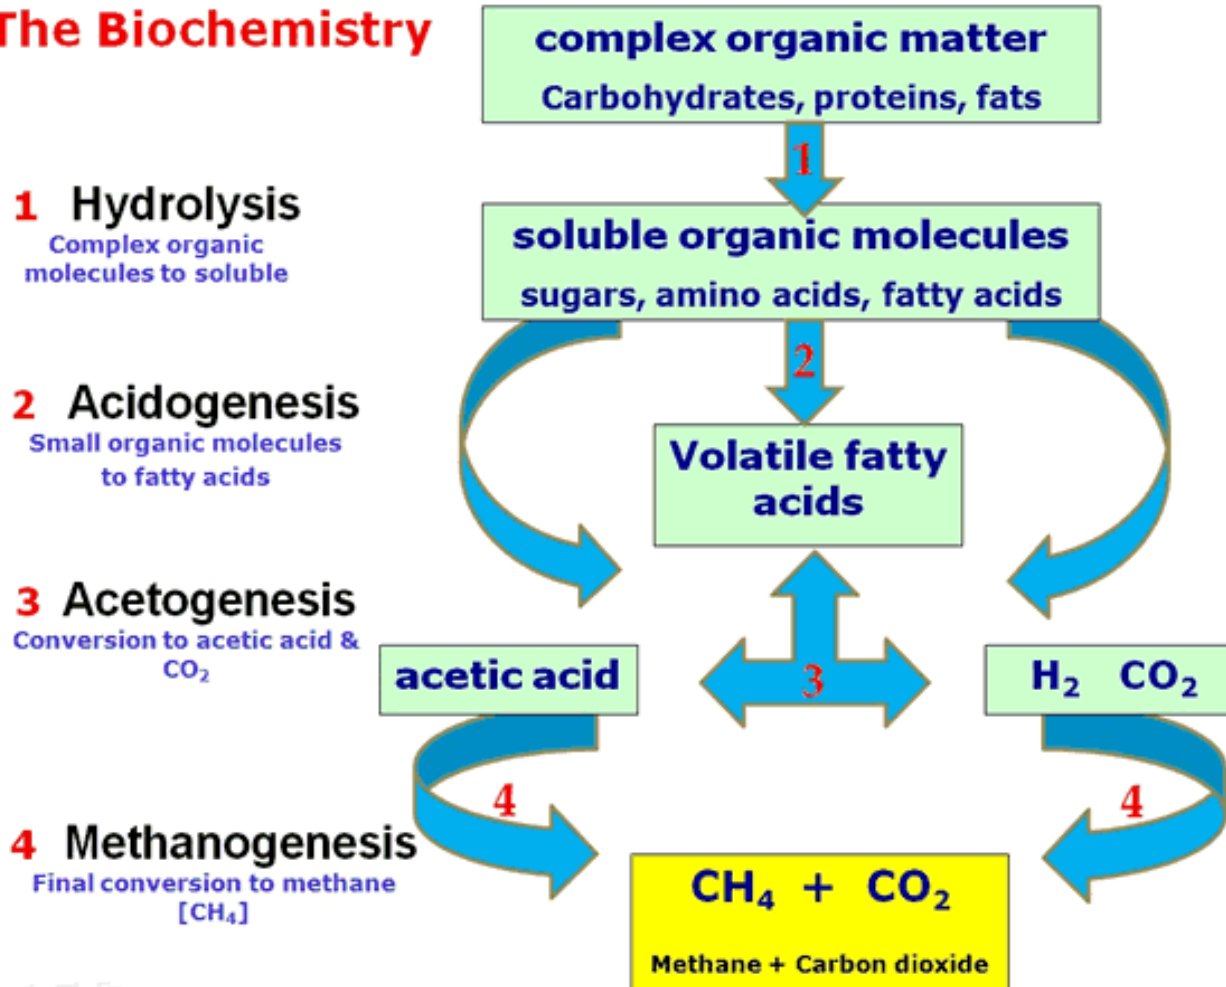 The Biochemistry
complex organic matter
Carbohydrates, proteins, fats
1
1 Hydrolysis
Complex organic
molecules to soluble
soluble organic molecules
sugars, amino acids, fatty acids
2
2 Acidogenesis
Small organic molecules
to fatty acids
Volatile fatty
acids
3 Acetogenesis
Conversion to acetic acid &
CO₂
acetic acid
3
H₂ CO₂
4
4
4 Methanogenesis
Final conversion to methane
[CH₄]
CH₄ + CO₂
Methane + Carbon dioxide